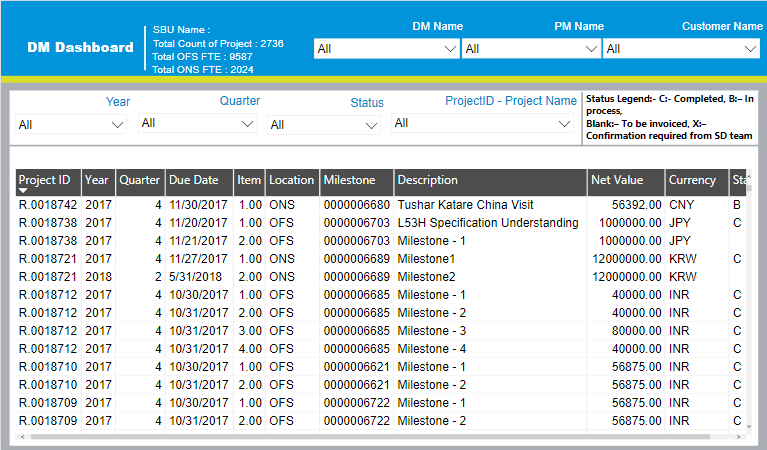 DM Dashboard
SBU Name :
Total Count of Project : 2736
Total OFS FTE : 9587
Total ONS FTE : 2024
DM Name PM Name Customer Name
All All All
Year Quarter Status ProjectID - Project Name
All All All All
Status Legend:- C:- Completed, B:– In
process,
Blank:– To be invoiced, X:–
Confirmation required from SD team
Project ID Year Quarter Due Date Item Location Milestone Description Net Value Currency Sta
R.0018742 2017 4 11/30/2017 1.00 ONS 0000006680 Tushar Katare China Visit 56392.00 CNY B
R.0018738 2017 4 11/20/2017 1.00 OFS 0000006703 L53H Specification Understanding 1000000.00 JPY C
R.0018738 2017 4 11/21/2017 2.00 OFS 0000006703 Milestone - 1 1000000.00 JPY
R.0018721 2017 4 11/27/2017 1.00 ONS 0000006689 Milestone1 12000000.00 KRW C
R.0018721 2018 2 5/31/2018 2.00 ONS 0000006689 Milestone2 12000000.00 KRW
R.0018712 2017 4 10/30/2017 1.00 OFS 0000006685 Milestone - 1 40000.00 INR C
R.0018712 2017 4 10/31/2017 2.00 OFS 0000006685 Milestone - 2 40000.00 INR C
R.0018712 2017 4 10/31/2017 3.00 OFS 0000006685 Milestone - 3 80000.00 INR C
R.0018712 2017 4 10/31/2017 4.00 OFS 0000006685 Milestone - 4 40000.00 INR C
R.0018710 2017 4 10/30/2017 1.00 OFS 0000006621 Milestone - 1 56875.00 INR C
R.0018710 2017 4 10/31/2017 2.00 OFS 0000006621 Milestone - 2 56875.00 INR C
R.0018709 2017 4 10/30/2017 1.00 OFS 0000006722 Milestone - 1 56875.00 INR C
R.0018709 2017 4 10/31/2017 2.00 OFS 0000006722 Milestone - 2 56875.00 INR C